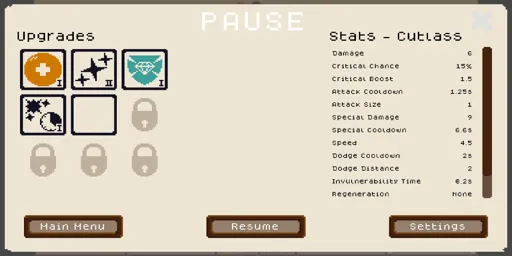 PAUSE
Upgrades
I
II
I
I
Stats - Cutlass
Damage 6
Critical Chance 15%
Critical Boost 1.5
Attack Cooldown 1.25s
Attack Size 1
Special Damage 9
Special Cooldown 6.6s
Speed 4.5
Dodge Cooldown 2s
Dodge Distance 2
Invulnerability Time 0.2s
Regeneration None
Main Menu
Resume
Settings